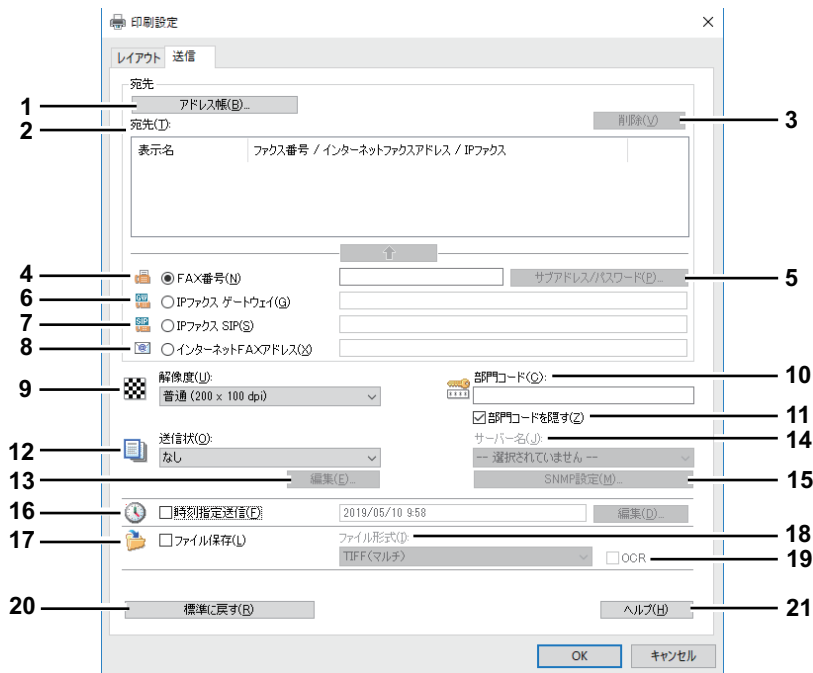 印刷設定
レイアウト 送信
宛先
1 アドレス帳(B)...
2 宛先(T): 削除(V) 3
表示名 ファクス番号 / インターネットファクスアドレス / IPファクス
4 FAX番号(N) サブアドレス/パスワード(P)... 5
6 IPファクス ゲートウェイ(G)
7 IPファクス SIP(S)
8 インターネットFAXアドレス(X)
解像度(U): 部門コード(C): 10
9 普通 (200 x 100 dpi)
部門コードを隠す(Z) 11
送信状(O): サーバー名(J): 14
12 なし -- 選択されていません --
13 編集(E)... SNMP設定(M)... 15
16 時刻指定送信(F) 2019/05/10 9:58 編集(D)...
17 ファイル保存(L) ファイル形式(I): 18
TIFF(マルチ) OCR 19
20 標準に戻す(R) ヘルプ(H) 21
OK キャンセル